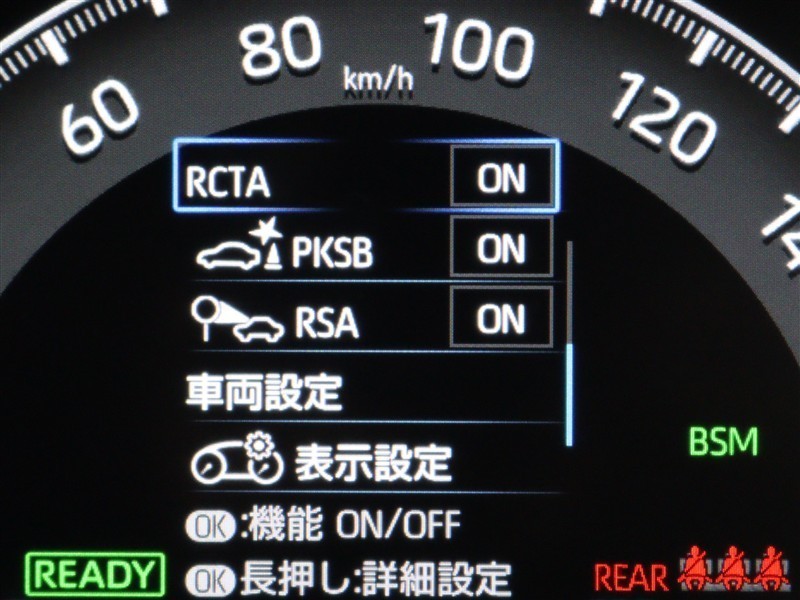 60
80
100
120
km/h
RCTA ON
PKSB ON
RSA ON
車両設定
表示設定
BSM
OK:機能 ON/OFF
OK長押し:詳細設定
READY
REAR